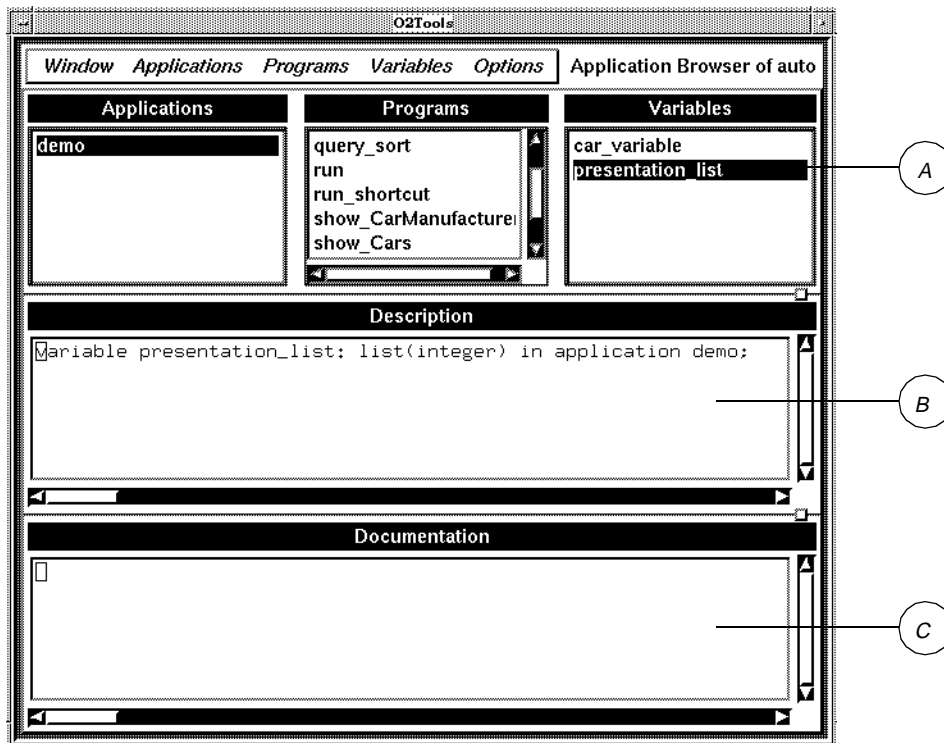 O2Tools
Window Applications Programs Variables Options Application Browser of auto
Applications
demo
Programs
query_sort
run
run_shortcut
show_CarManufacturer
show_Cars
Variables
car_variable
presentation_list
A
Description
variable presentation_list: list(integer) in application demo;
B
Documentation
C